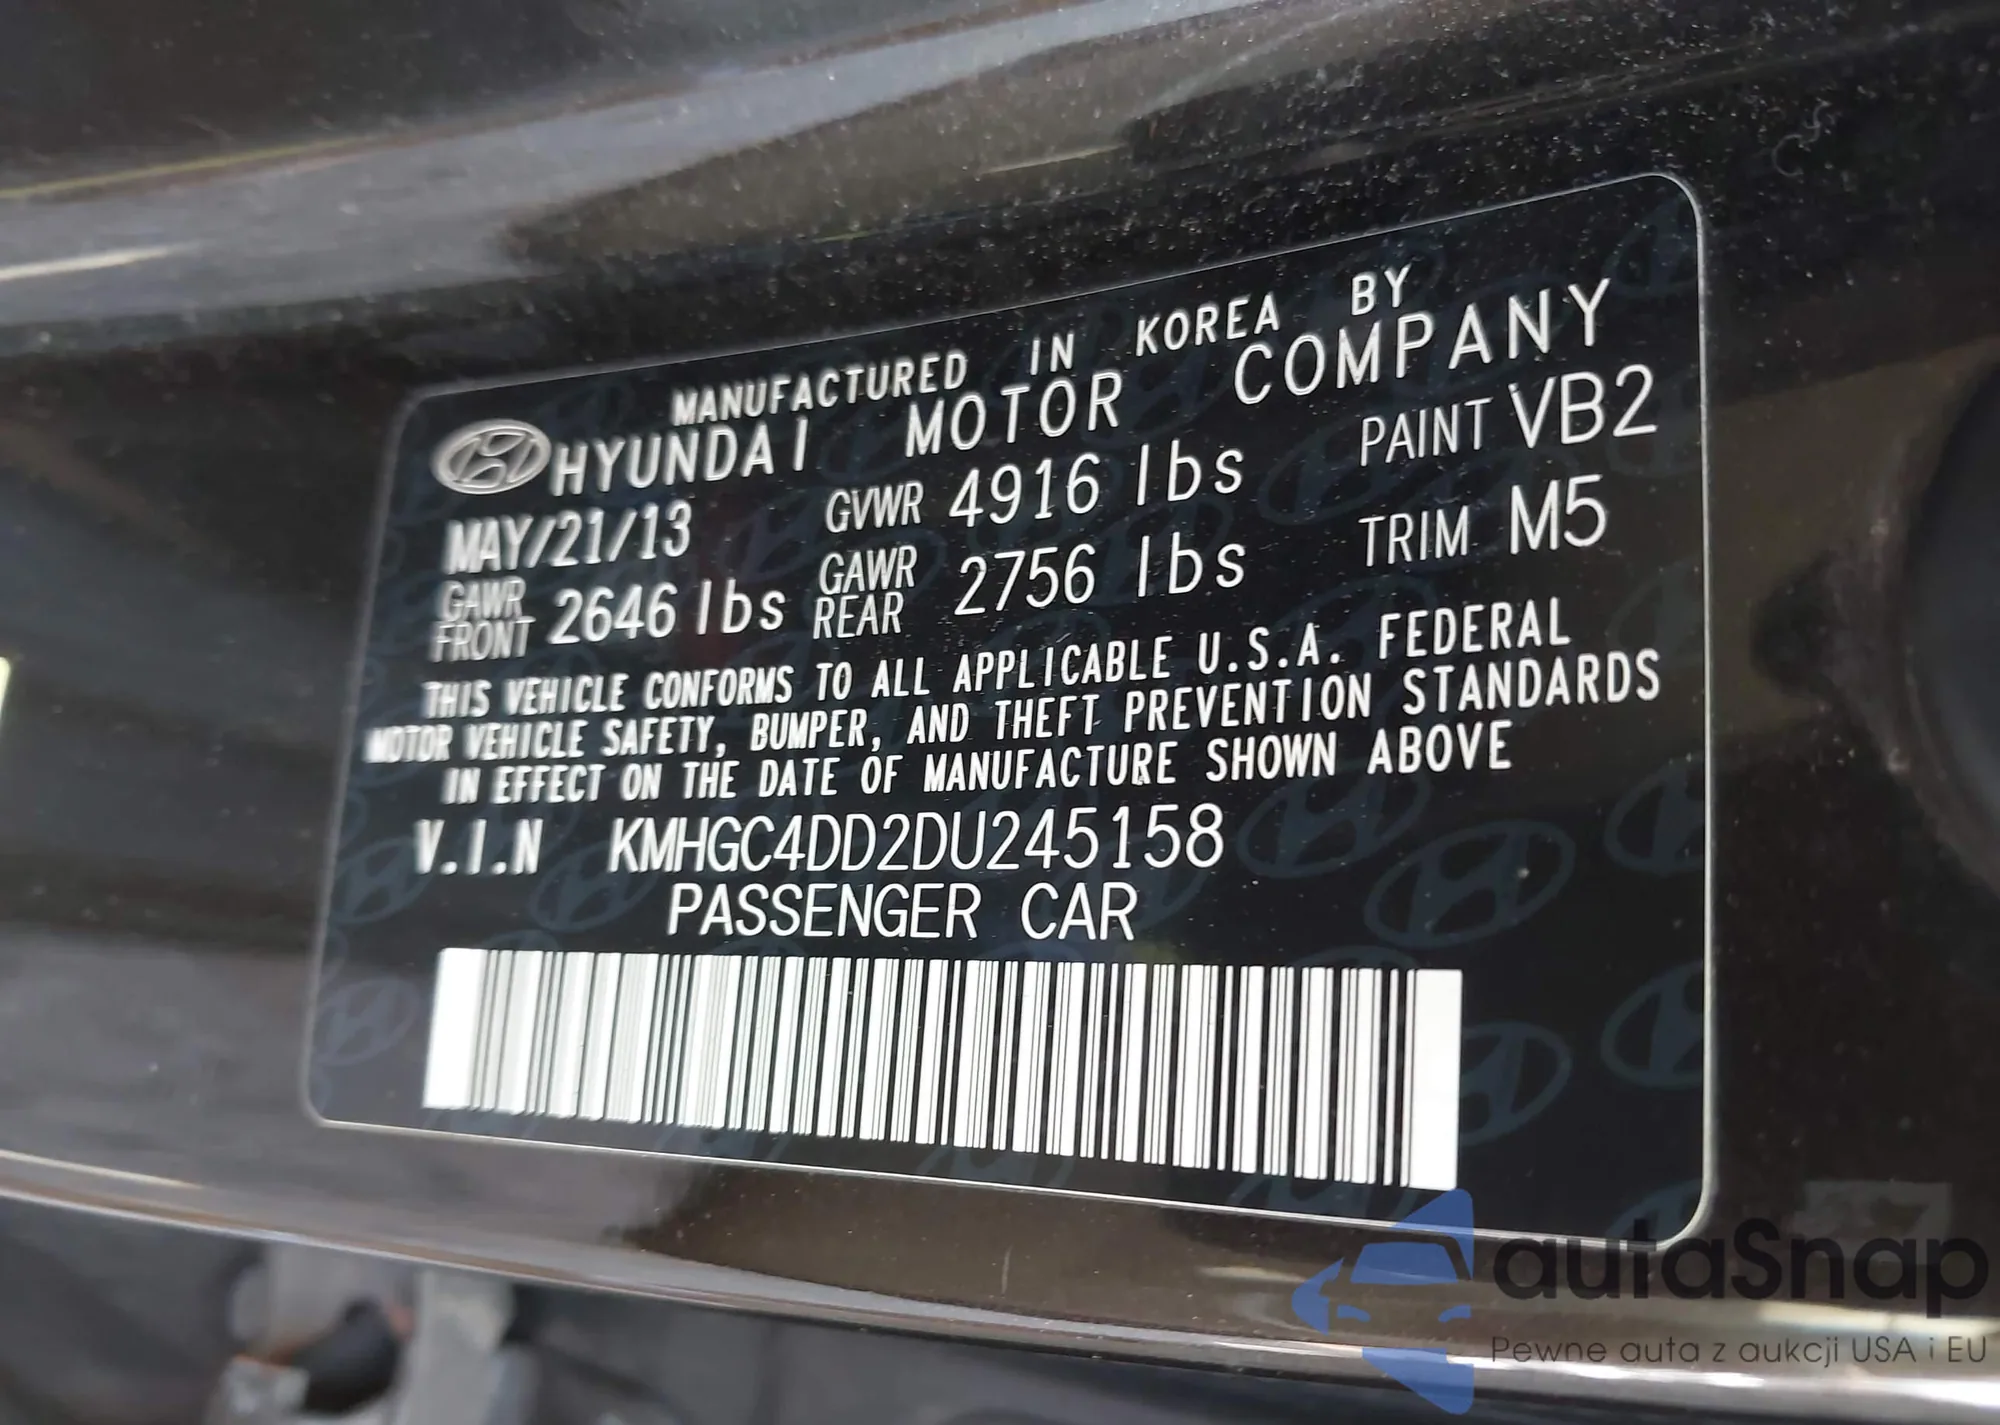 MANUFACTURED IN KOREA BY
HYUNDAI MOTOR COMPANY
MAY/21/13 GVWR 4916 lbs PAINT VB2
GAWR FRONT 2646 lbs GAWR REAR 2756 lbs TRIM M5
THIS VEHICLE CONFORMS TO ALL APPLICABLE U.S.A. FEDERAL
MOTOR VEHICLE SAFETY, BUMPER, AND THEFT PREVENTION STANDARDS
IN EFFECT ON THE DATE OF MANUFACTURE SHOWN ABOVE
V.I.N KMHGC4DD2DU245158
PASSENGER CAR
autaSnap
Pewne auta z aukcji USA i EU